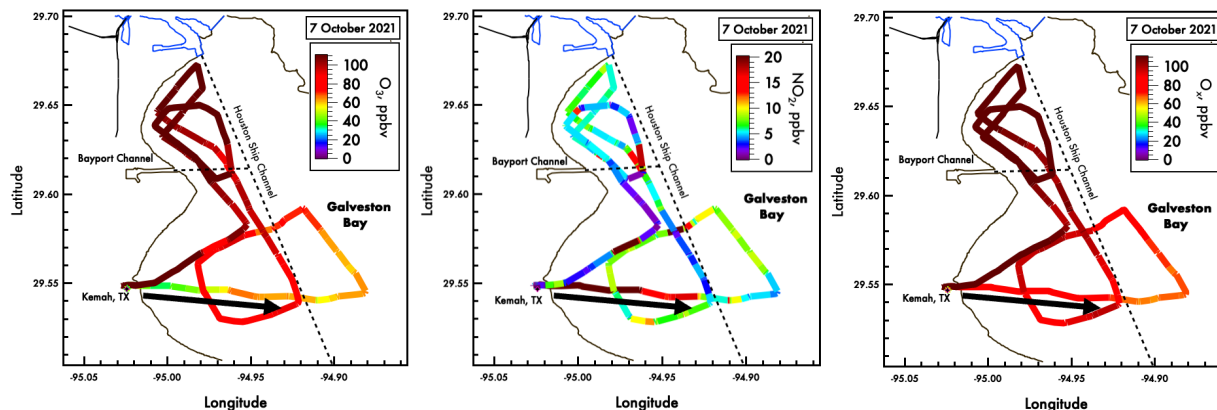 7 October 2021
O3, ppbv
100
80
60
40
20
0
29.70
29.65
29.60
29.55
Latitude
Houston Ship Channel
Bayport Channel
Galveston
Bay
Kemah, TX
-95.05
-95.00
-94.95
-94.90
Longitude
7 October 2021
NO2, ppbv
20
15
10
5
0
29.70
29.65
29.60
29.55
Latitude
Houston Ship Channel
Bayport Channel
Galveston
Bay
Kemah, TX
-95.05
-95.00
-94.95
-94.90
Longitude
7 October 2021
Ox, ppbv
100
80
60
40
20
0
29.70
29.65
29.60
29.55
Latitude
Houston Ship Channel
Bayport Channel
Galveston
Bay
Kemah, TX
-95.05
-95.00
-94.95
-94.90
Longitude